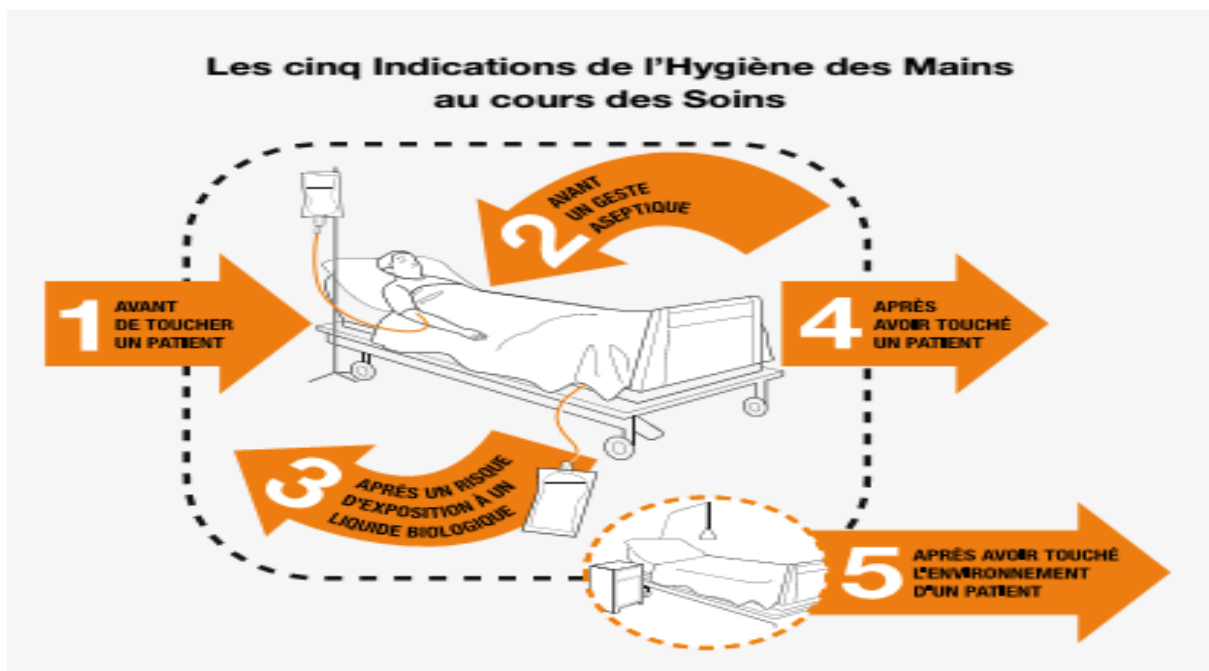 Les cinq Indications de l'Hygiène des Mains
au cours des Soins
1
AVANT
DE TOUCHER
UN PATIENT
2
AVANT
UN GESTE
ASEPTIQUE
3
APRÈS UN RISQUE
D'EXPOSITION À UN
LIQUIDE BIOLOGIQUE
4
APRÈS
AVOIR TOUCHÉ
UN PATIENT
5
APRÈS AVOIR TOUCHÉ
L'ENVIRONNEMENT
D'UN PATIENT